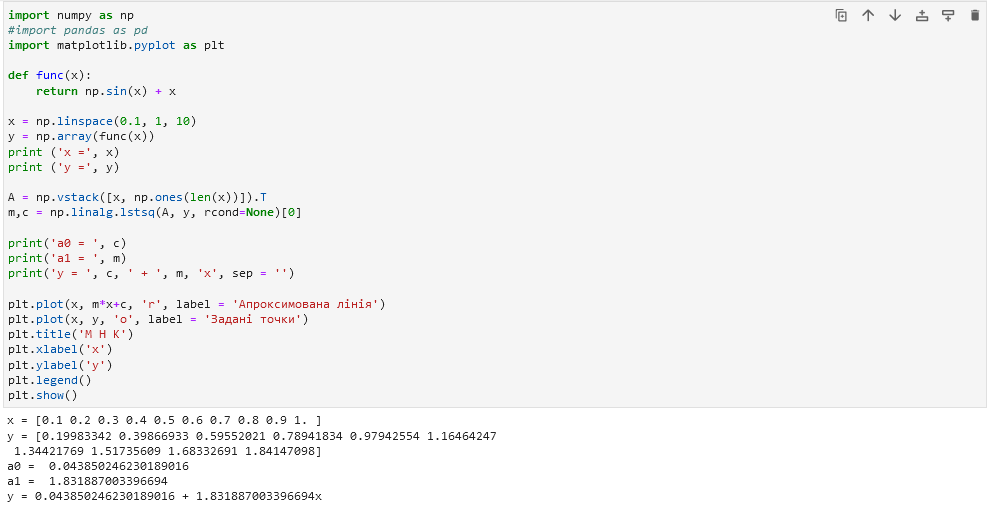 import numpy as np
#import pandas as pd
import matplotlib.pyplot as plt
def func(x):
    return np.sin(x) + x
x = np.linspace(0.1, 1, 10)
y = np.array(func(x))
print ('x =', x)
print ('y =', y)
A = np.vstack([x, np.ones(len(x))]).T
m,c = np.linalg.lstsq(A, y, rcond=None)[0]
print('a0 = ', c)
print('a1 = ', m)
print('y = ', c, ' + ', m, 'x', sep = '')
plt.plot(x, m*x+c, 'r', label = 'Апроксимована лінія')
plt.plot(x, y, 'o', label = 'Задані точки')
plt.title('М Н К')
plt.xlabel('x')
plt.ylabel('y')
plt.legend()
plt.show()
x = [0.1 0.2 0.3 0.4 0.5 0.6 0.7 0.8 0.9 1. ]
y = [0.19983342 0.39866933 0.59552021 0.78941834 0.97942554 1.16464247
 1.34421769 1.51735609 1.68332691 1.84147098]
a0 =  0.043850246230189016
a1 =  1.831887003396694
y = 0.043850246230189016 + 1.831887003396694x